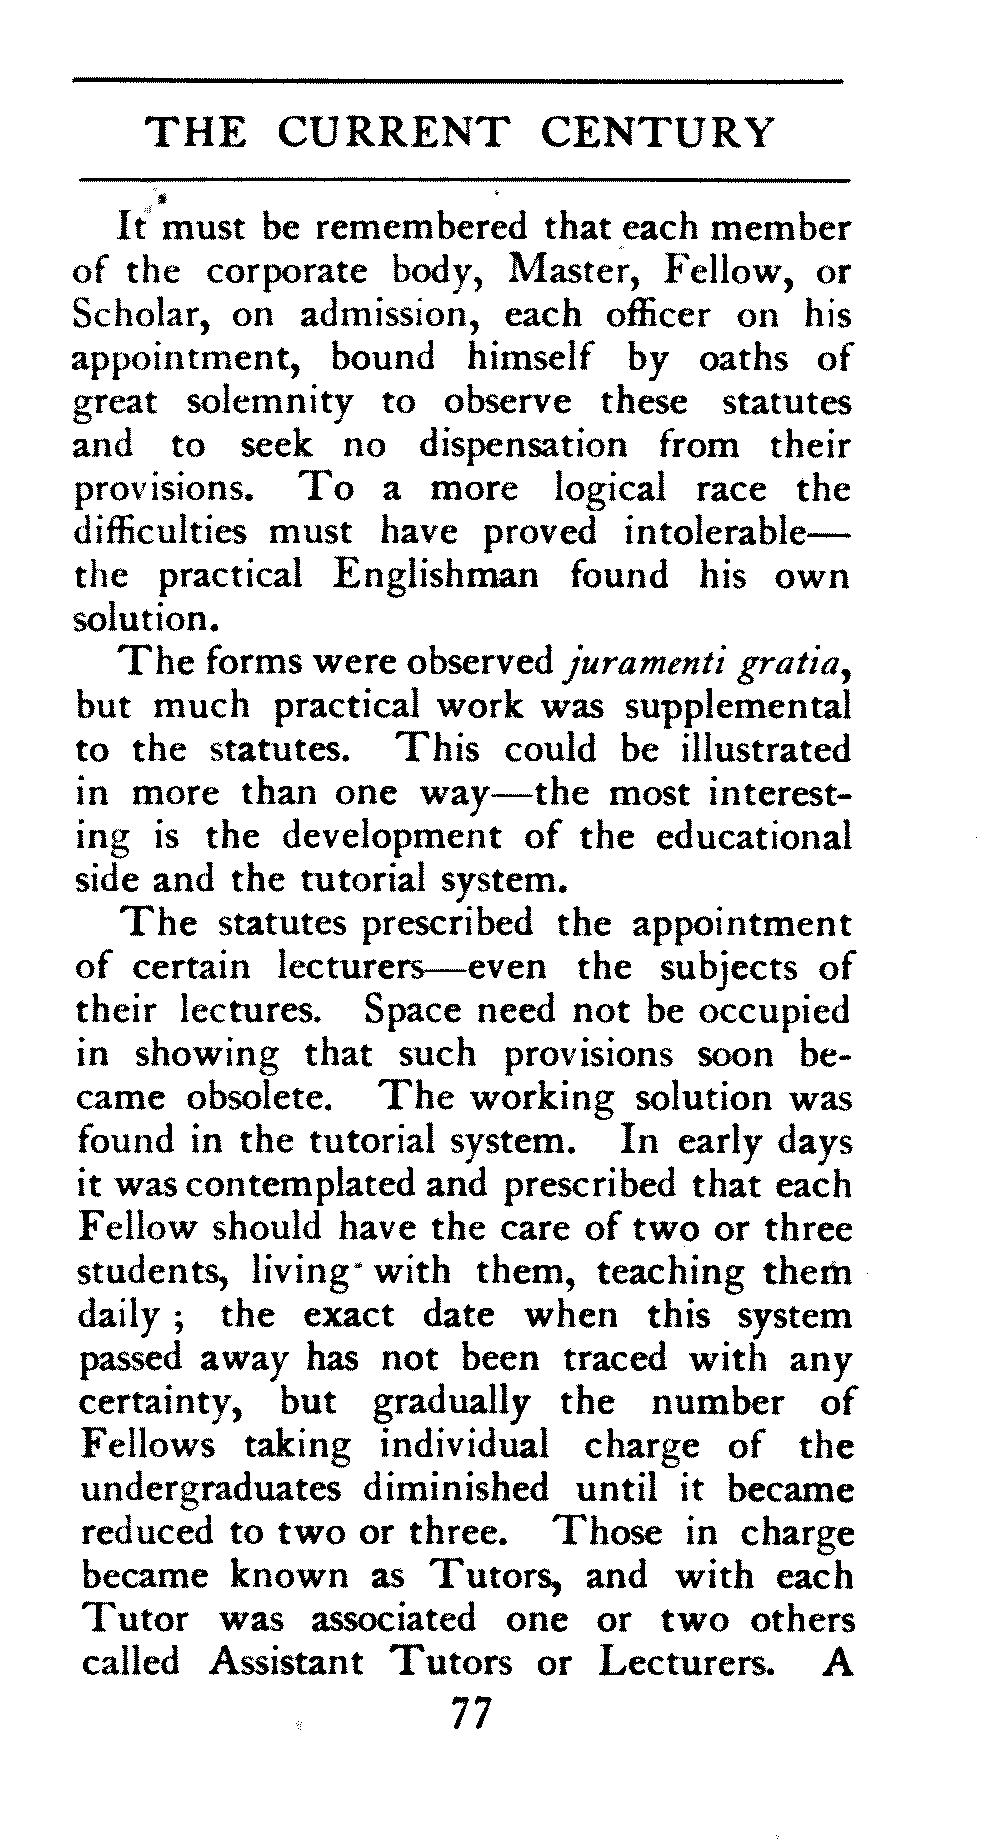 THE CURRENT CENTURY
It must be remembered that each member
of the corporate body, Master, Fellow, or
Scholar, on admission, each officer on his
appointment, bound himself by oaths of
great solemnity to observe these statutes
and to seek no dispensation from their
provisions. To a more logical race the
difficulties must have proved intolerable—
the practical Englishman found his own
solution.
The forms were observed juramenti gratia,
but much practical work was supplemental
to the statutes. This could be illustrated
in more than one way—the most interest-
ing is the development of the educational
side and the tutorial system.
The statutes prescribed the appointment
of certain lecturers—even the subjects of
their lectures. Space need not be occupied
in showing that such provisions soon be-
came obsolete. The working solution was
found in the tutorial system. In early days
it was contemplated and prescribed that each
Fellow should have the care of two or three
students, living with them, teaching them
daily ; the exact date when this system
passed away has not been traced with any
certainty, but gradually the number of
Fellows taking individual charge of the
undergraduates diminished until it became
reduced to two or three. Those in charge
became known as Tutors, and with each
Tutor was associated one or two others
called Assistant Tutors or Lecturers. A
77